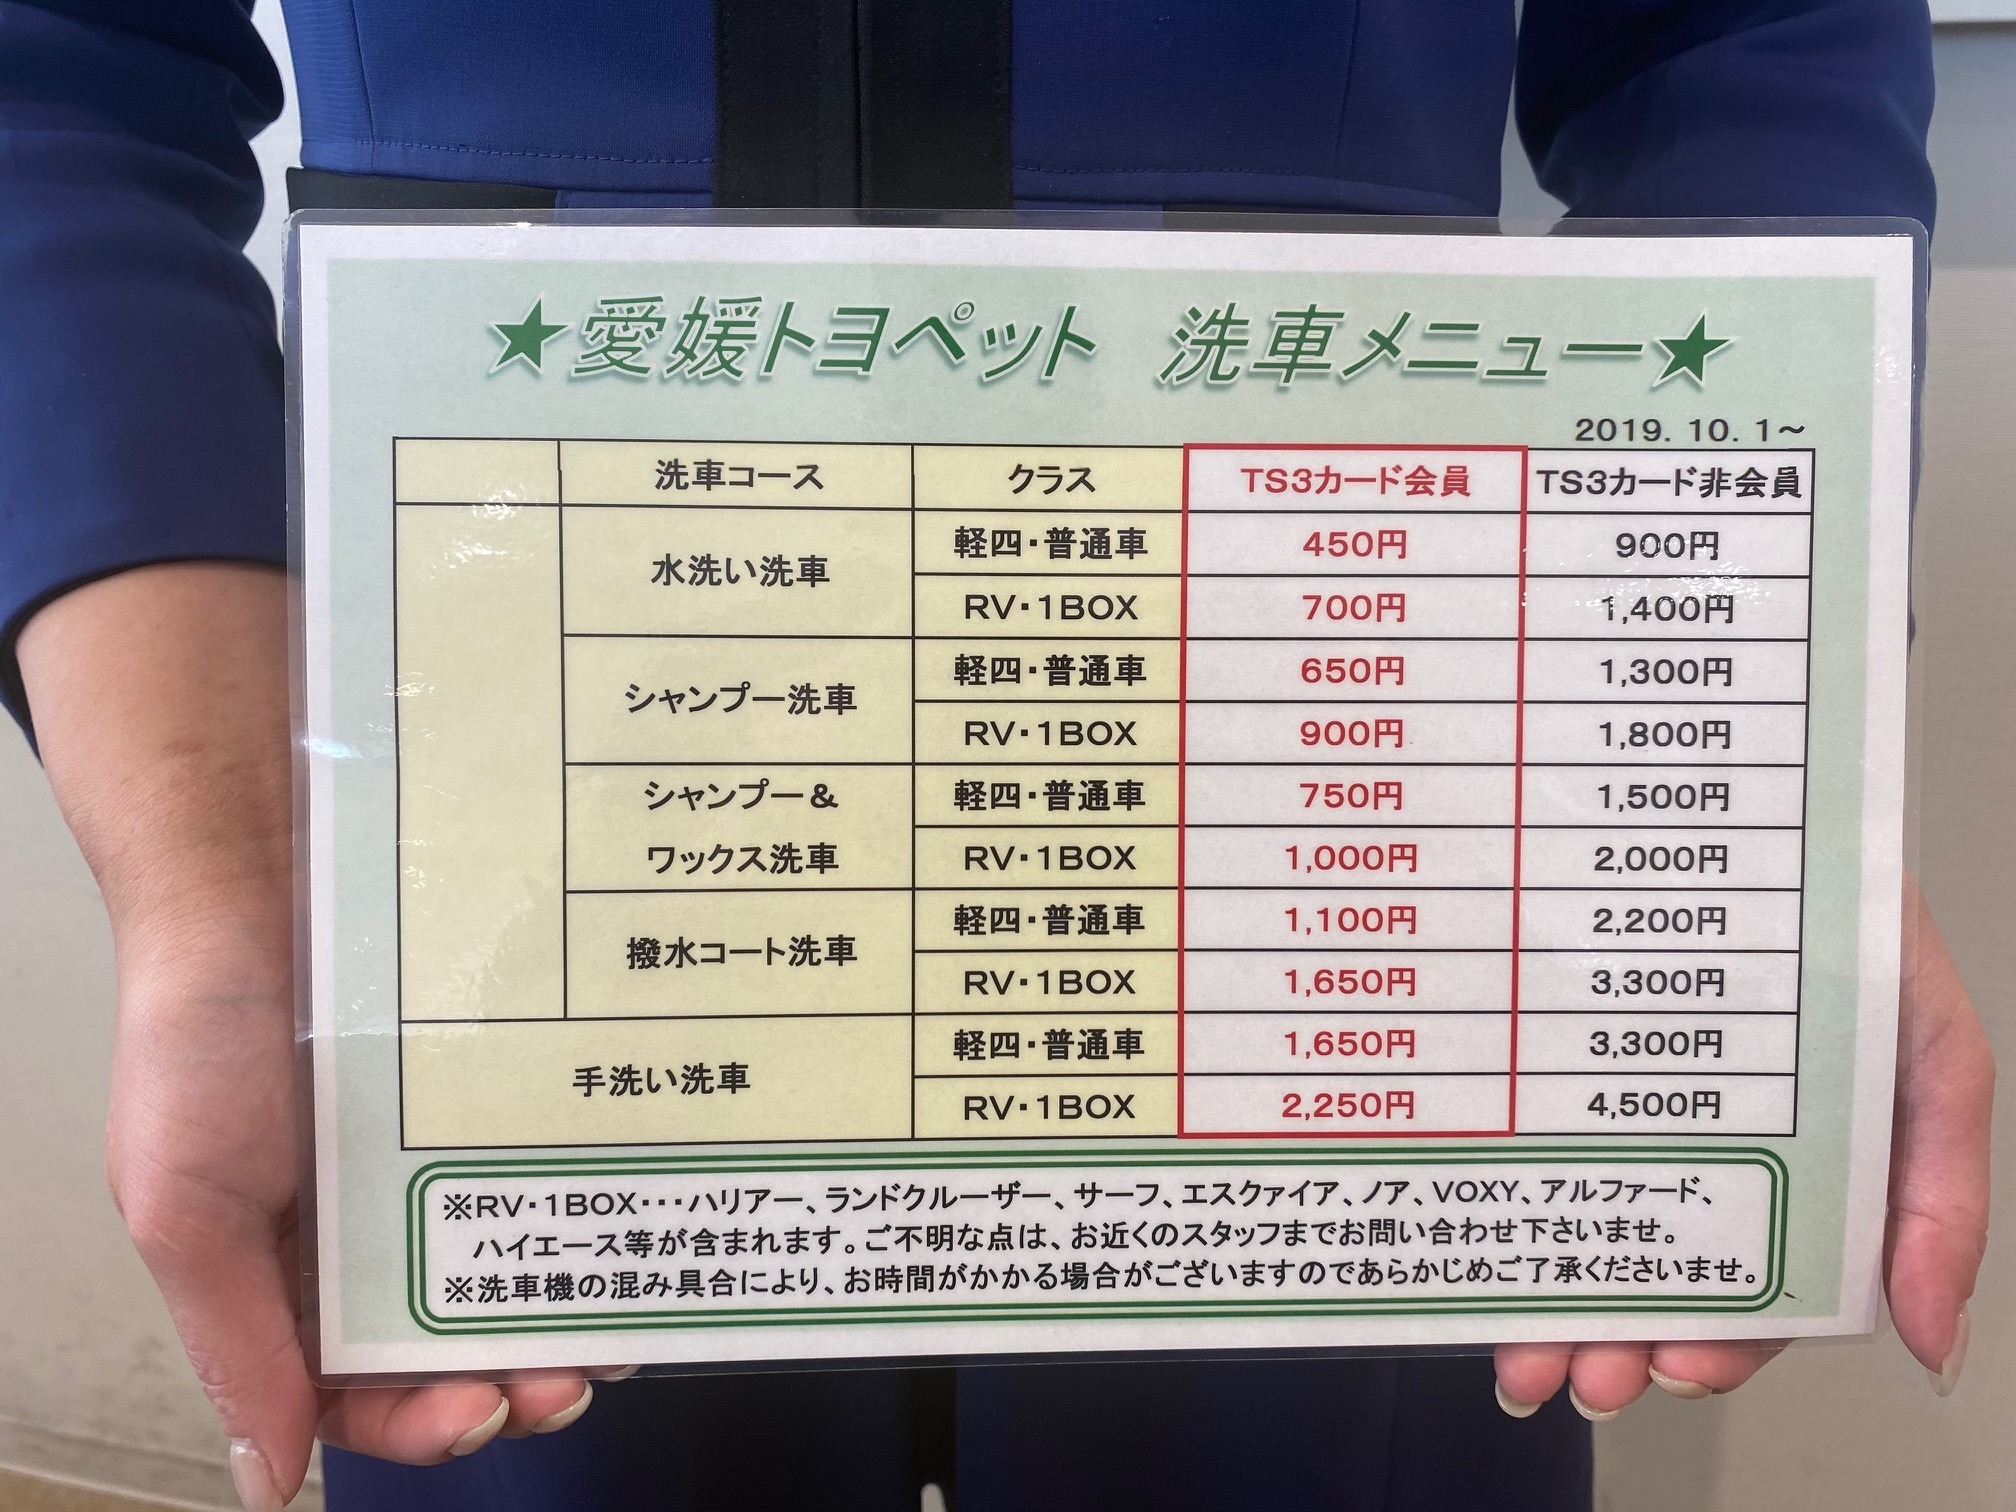 ★愛媛トヨペット 洗車メニュー★
2019. 10. 1～
洗車コース クラス TS3カード会員 TS3カード非会員
水洗い洗車 軽四・普通車 450円 900円
RV・1BOX 700円 1,400円
シャンプー洗車 軽四・普通車 650円 1,300円
RV・1BOX 900円 1,800円
シャンプー＆ 軽四・普通車 750円 1,500円
ワックス洗車 RV・1BOX 1,000円 2,000円
撥水コート洗車 軽四・普通車 1,100円 2,200円
RV・1BOX 1,650円 3,300円
手洗い洗車 軽四・普通車 1,650円 3,300円
RV・1BOX 2,250円 4,500円
※RV・1BOX・・・ハリアー、ランドクルーザー、サーフ、エスクァイア、ノア、VOXY、アルファード、
ハイエース等が含まれます。ご不明な点は、お近くのスタッフまでお問い合わせ下さいませ。
※洗車機の混み具合により、お時間がかかる場合がございますのであらかじめご了承くださいませ。